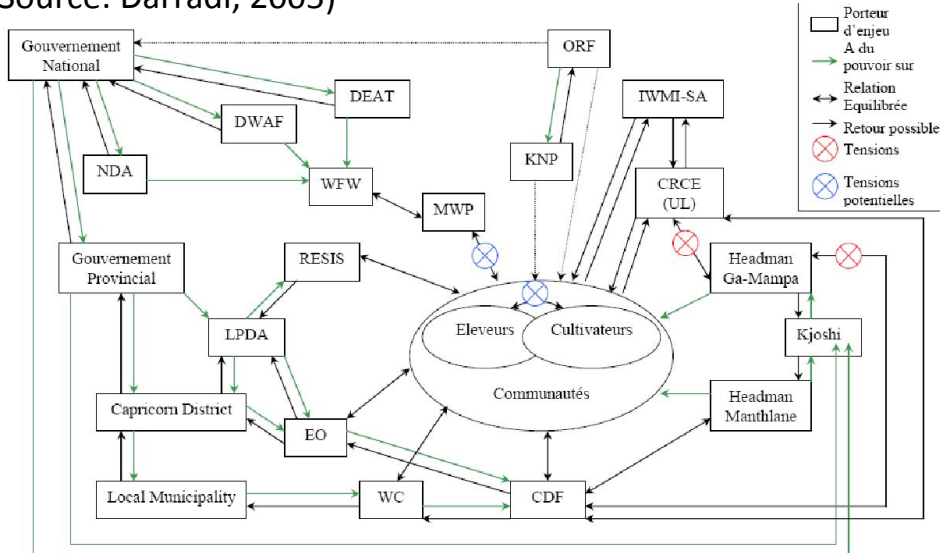 Source: Darradi, 2005)
Gouvernement
National
ORF
DEAT
IWMI-SA
DWAF
KNP
NDA
WFW
CRCE
(UL)
MWP
Porteur
d'enjeu
A du
pouvoir sur
Relation
Equilibrée
Retour possible
Tensions
Tensions
potentielles
Gouvernement
Provincial
RESIS
Headman
Ga-Mampa
LPDA
Eleveurs
Cultivateurs
Kjoshi
Communautés
Capricorn District
EO
Headman
Manthlane
Local Municipality
WC
CDF